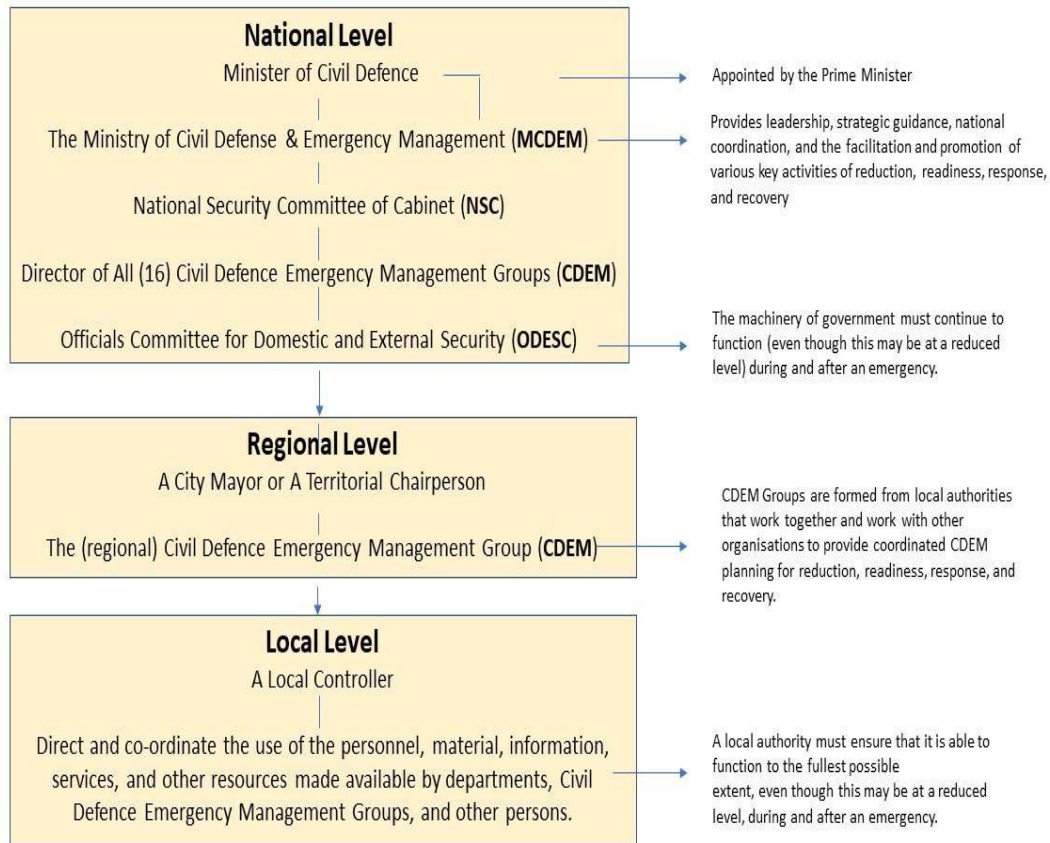 National Level
Minister of Civil Defence
Appointed by the Prime Minister
The Ministry of Civil Defense & Emergency Management (MCDEM)
Provides leadership, strategic guidance, national
coordination, and the facilitation and promotion of
various key activities of reduction, readiness, response,
and recovery
National Security Committee of Cabinet (NSC)
Director of All (16) Civil Defence Emergency Management Groups (CDEM)
Officials Committee for Domestic and External Security (ODESC)
The machinery of government must continue to
function (even though this may be at a reduced
level) during and after an emergency.
Regional Level
A City Mayor or A Territorial Chairperson
The (regional) Civil Defence Emergency Management Group (CDEM)
CDEM Groups are formed from local authorities
that work together and work with other
organisations to provide coordinated CDEM
planning for reduction, readiness, response, and
recovery.
Local Level
A Local Controller
Direct and co-ordinate the use of the personnel, material, information,
services, and other resources made available by departments, Civil
Defence Emergency Management Groups, and other persons.
A local authority must ensure that it is able to
function to the fullest possible
extent, even though this may be at a reduced
level, during and after an emergency.